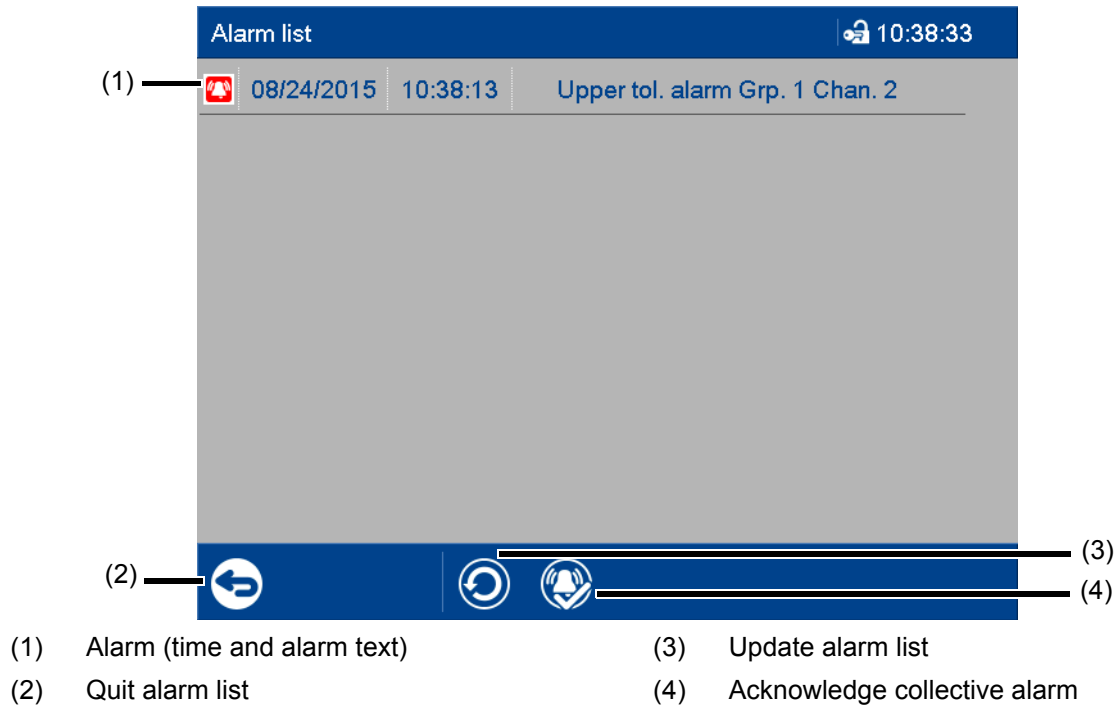 Alarm list 10:38:33
(1) 08/24/2015 10:38:13 Upper tol. alarm Grp. 1 Chan. 2
(3)
(2) (4)
(1) Alarm (time and alarm text) (3) Update alarm list
(2) Quit alarm list (4) Acknowledge collective alarm